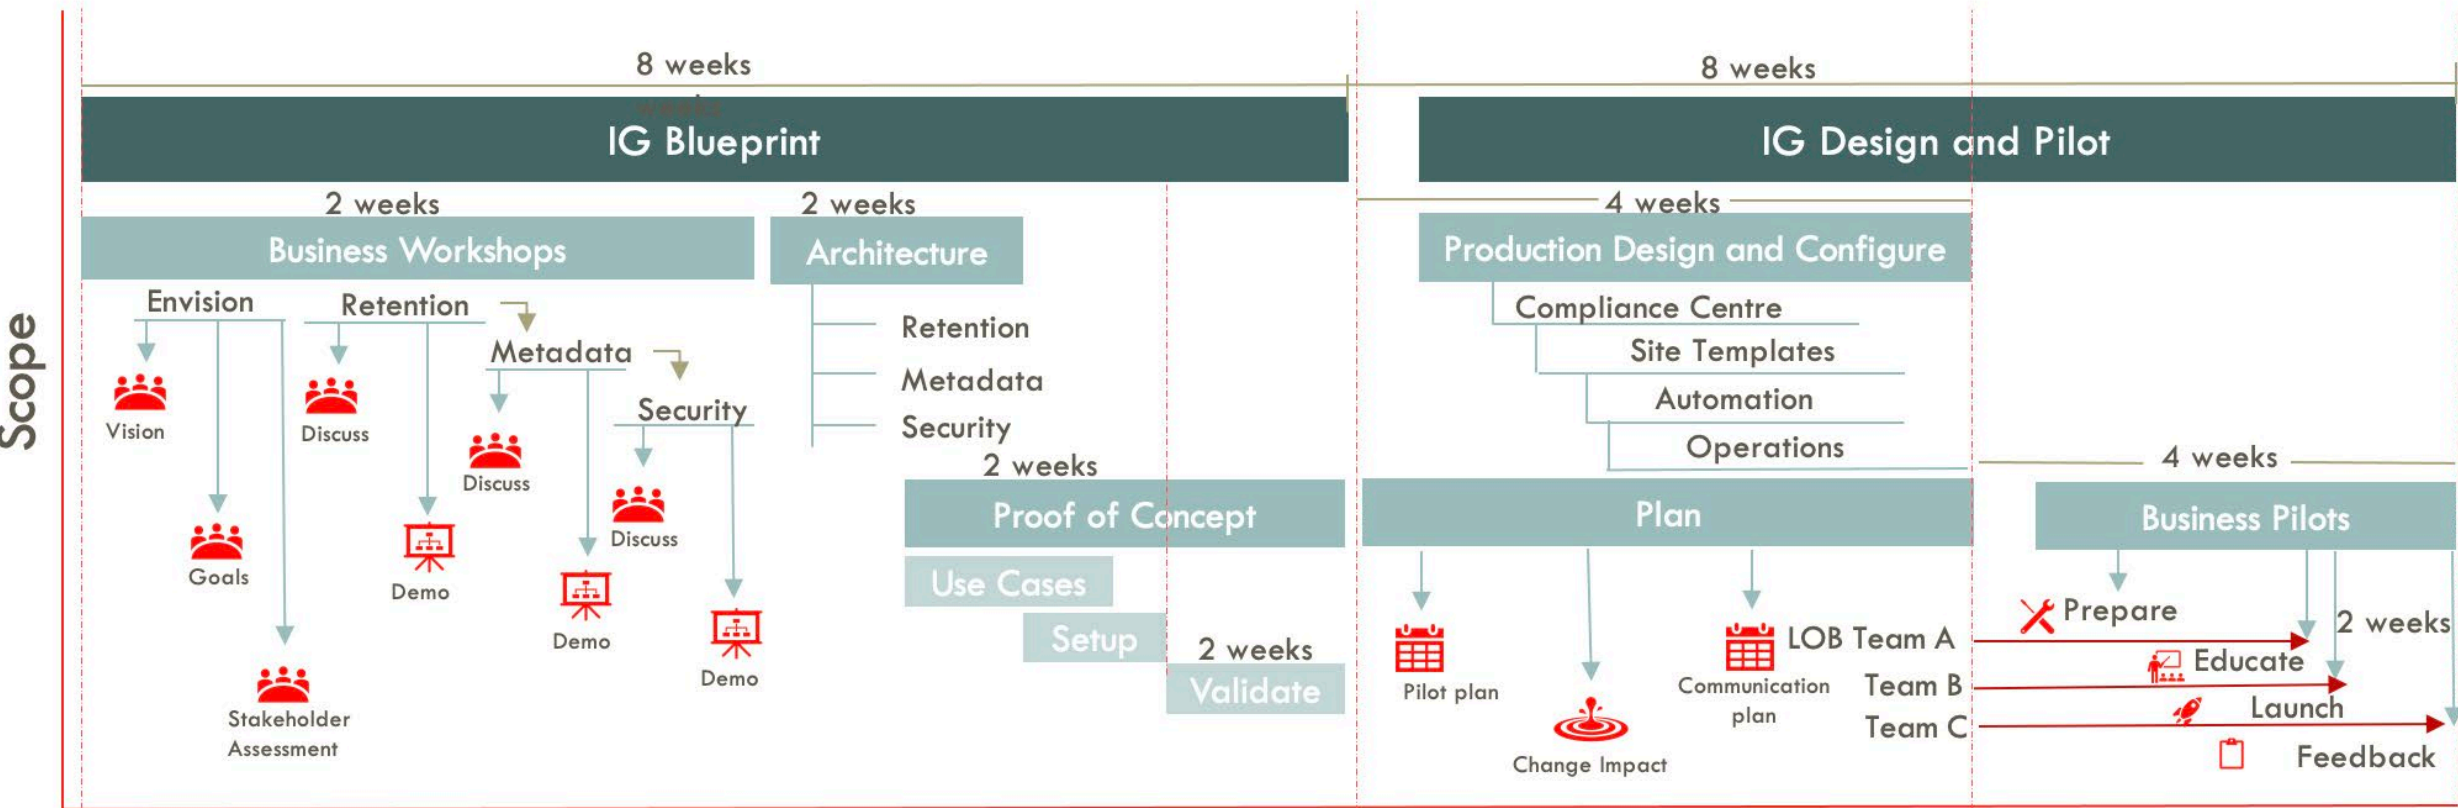 Scope
8 weeks
weeks
IG Blueprint
2 weeks
Business Workshops
Envision
Vision
Goals
Stakeholder
Assessment
Retention
Discuss
Demo
Metadata
Discuss
Demo
Security
Discuss
Demo
2 weeks
Architecture
Retention
Metadata
Security
2 weeks
Proof of Concept
Use Cases
Setup
2 weeks
Validate
8 weeks
IG Design and Pilot
4 weeks
Production Design and Configure
Compliance Centre
Site Templates
Automation
Operations
Plan
Pilot plan
Change Impact
Communication
plan
4 weeks
Business Pilots
Prepare
2 weeks
LOB Team A
Educate
Team B
Launch
Team C
Feedback